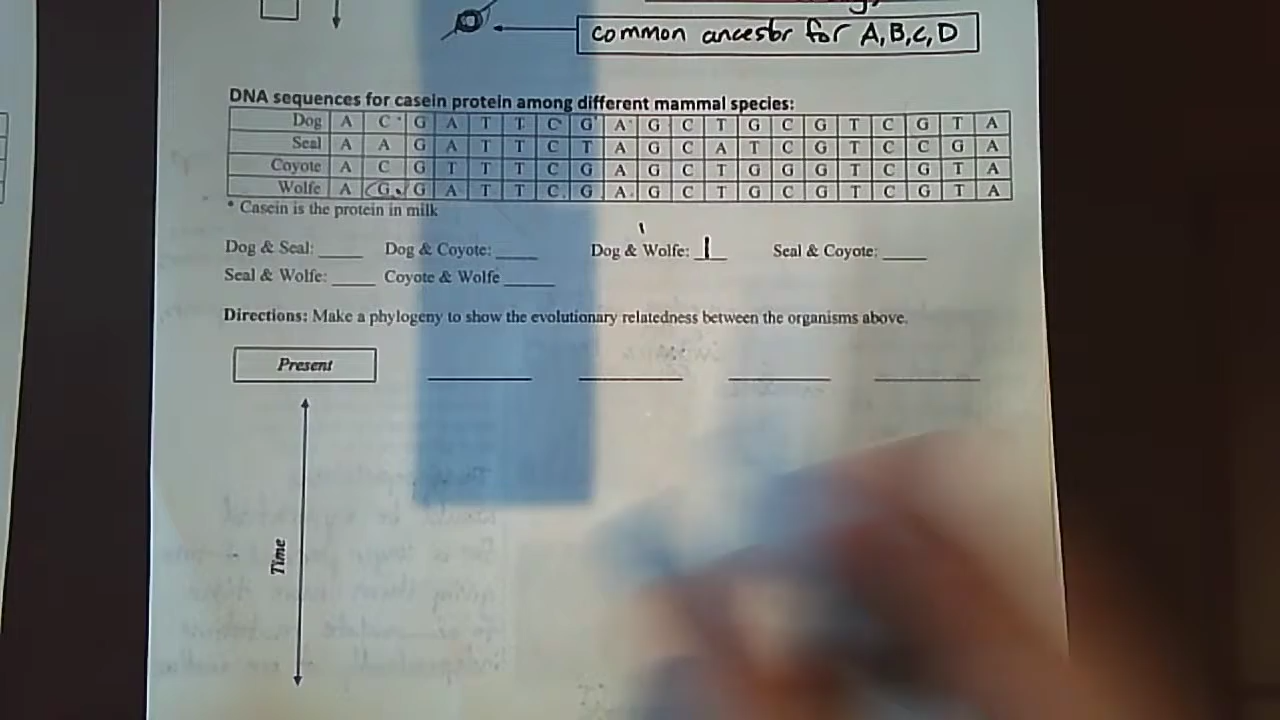 common ancestor for A,B,C,D
DNA sequences for casein protein among different mammal species:
Dog A C G A T T C G A G C T G C G T C G T A
Seal A A G A T T C T A G C A T C G T C C G A
Coyote A C G T T T C G A G C T G G G T C G T A
Wolfe A G G A T T C G A G C T G C G T C G T A
* Casein is the protein in milk
Dog & Seal: ____ Dog & Coyote: ____ Dog & Wolfe: 1 Seal & Coyote: ____
Seal & Wolfe: ____ Coyote & Wolfe ____
Directions: Make a phylogeny to show the evolutionary relatedness between the organisms above.
Present
Time